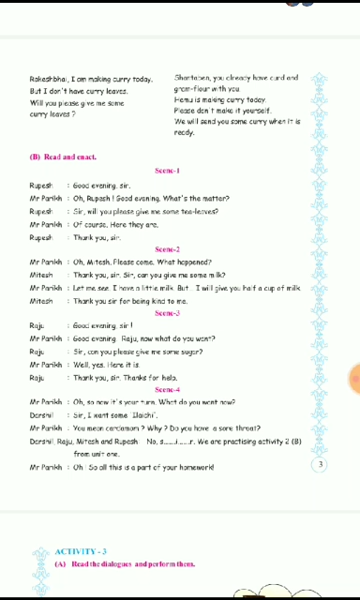 Rakeshbhai, I am making curry today.
But I don't have curry leaves.
Will you please give me some
curry leaves ?
Shantaben, you already have curd and
gram-flour with you.
Hemu is making curry today.
Please don't make it yourself.
We will send you some curry when it is
ready.
(B) Read and enact.
Scene-1
Rupesh : Good evening, sir.
Mr Parikh : Oh, Rupesh ! Good evening. What's the matter?
Rupesh : Sir, will you please give me some tea-leaves?
Mr Parikh : Of course. Here they are.
Rupesh : Thank you, sir.
Scene-2
Mr Parikh : Oh, Mitesh. Please come. What happened?
Mitesh : Thank you, sir. Sir, can you give me some milk?
Mr Parikh : Let me see. I have a little milk. But... I will give you half a cup of milk.
Mitesh : Thank you sir for being kind to me.
Scene-3
Raju : Good evening, sir !
Mr Parikh : Good evening Raju, now what do you want?
Raju : Sir, can you please give me some sugar?
Mr Parikh : Well, yes. Here it is.
Raju : Thank you, sir. Thanks for help.
Scene-4
Mr Parikh : Oh, so now it's your turn. What do you want now?
Darshil : Sir, I want some 'Ilaichi'.
Mr Parikh : You mean cardamom ? Why ? Do you have a sore throat?
Darshil, Raju, Mitesh and Rupesh No, s......i......r. We are practising activity 2 (B)
from unit one.
Mr Parikh : Oh ! So all this is a part of your homework!
3
ACTIVITY - 3
(A) Read the dialogues and perform them.